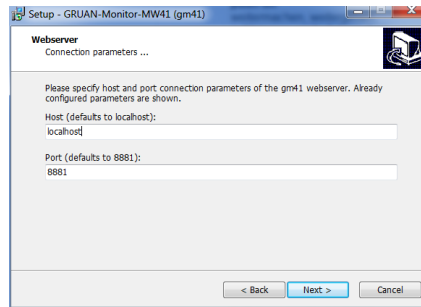 Setup - GRUAN-Monitor-MW41 (gm41)
Webserver
Connection parameters ...
Please specify host and port connection parameters of the gm41 webserver. Already
configured parameters are shown.
Host (defaults to localhost):
localhost
Port (defaults to 8881):
8881
< Back
Next >
Cancel